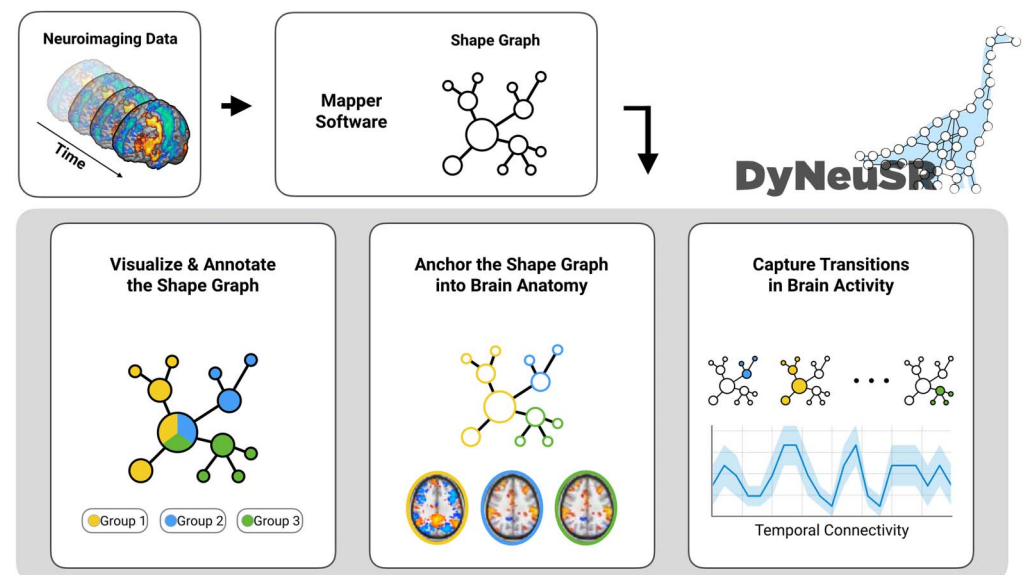 Neuroimaging Data
Time
Mapper
Software
Shape Graph
DyNeuSR
Visualize & Annotate
the Shape Graph
Group 1
Group 2
Group 3
Anchor the Shape Graph
into Brain Anatomy
Capture Transitions
in Brain Activity
Temporal Connectivity